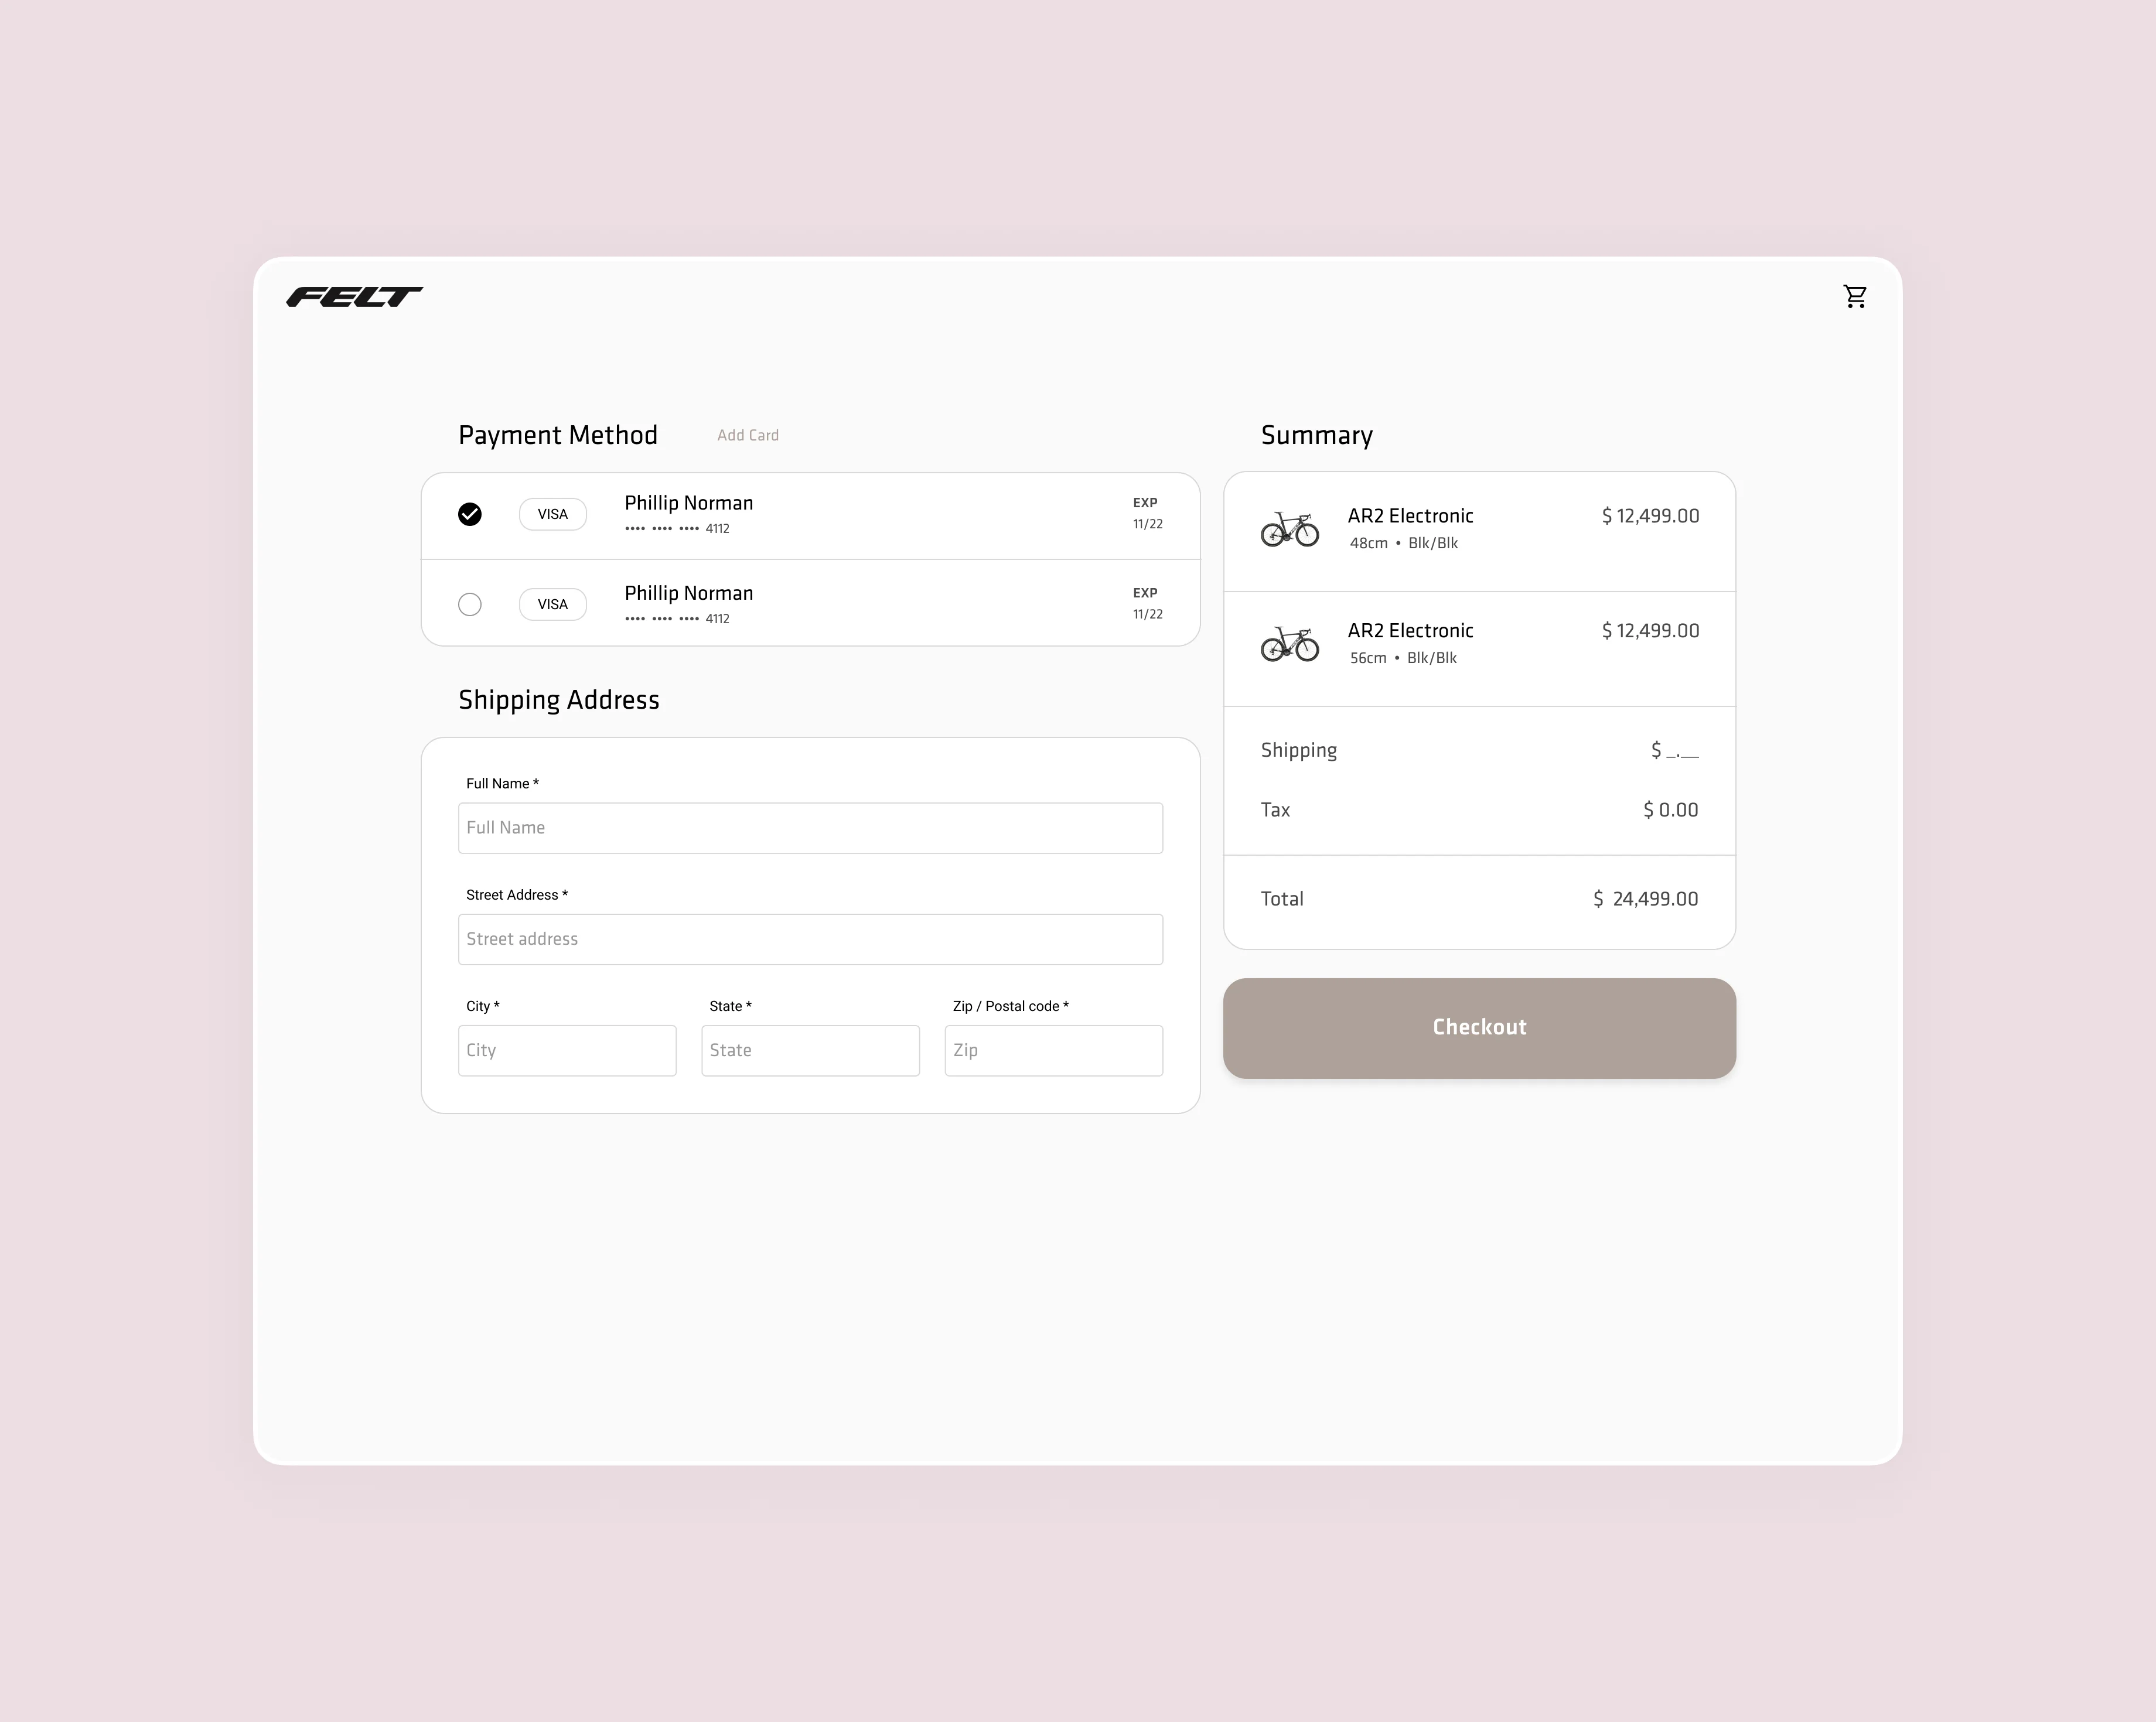 FELT
Payment Method
Add Card
VISA
Phillip Norman
•••• •••• •••• 4112
EXP
11/22
VISA
Phillip Norman
•••• •••• •••• 4112
EXP
11/22
Shipping Address
Full Name *
Full Name
Street Address *
Street address
City *
State *
Zip / Postal code *
City
State
Zip
Summary
AR2 Electronic
$ 12,499.00
48cm • Blk/Blk
AR2 Electronic
$ 12,499.00
56cm • Blk/Blk
Shipping
$ _.__
Tax
$ 0.00
Total
$ 24,499.00
Checkout